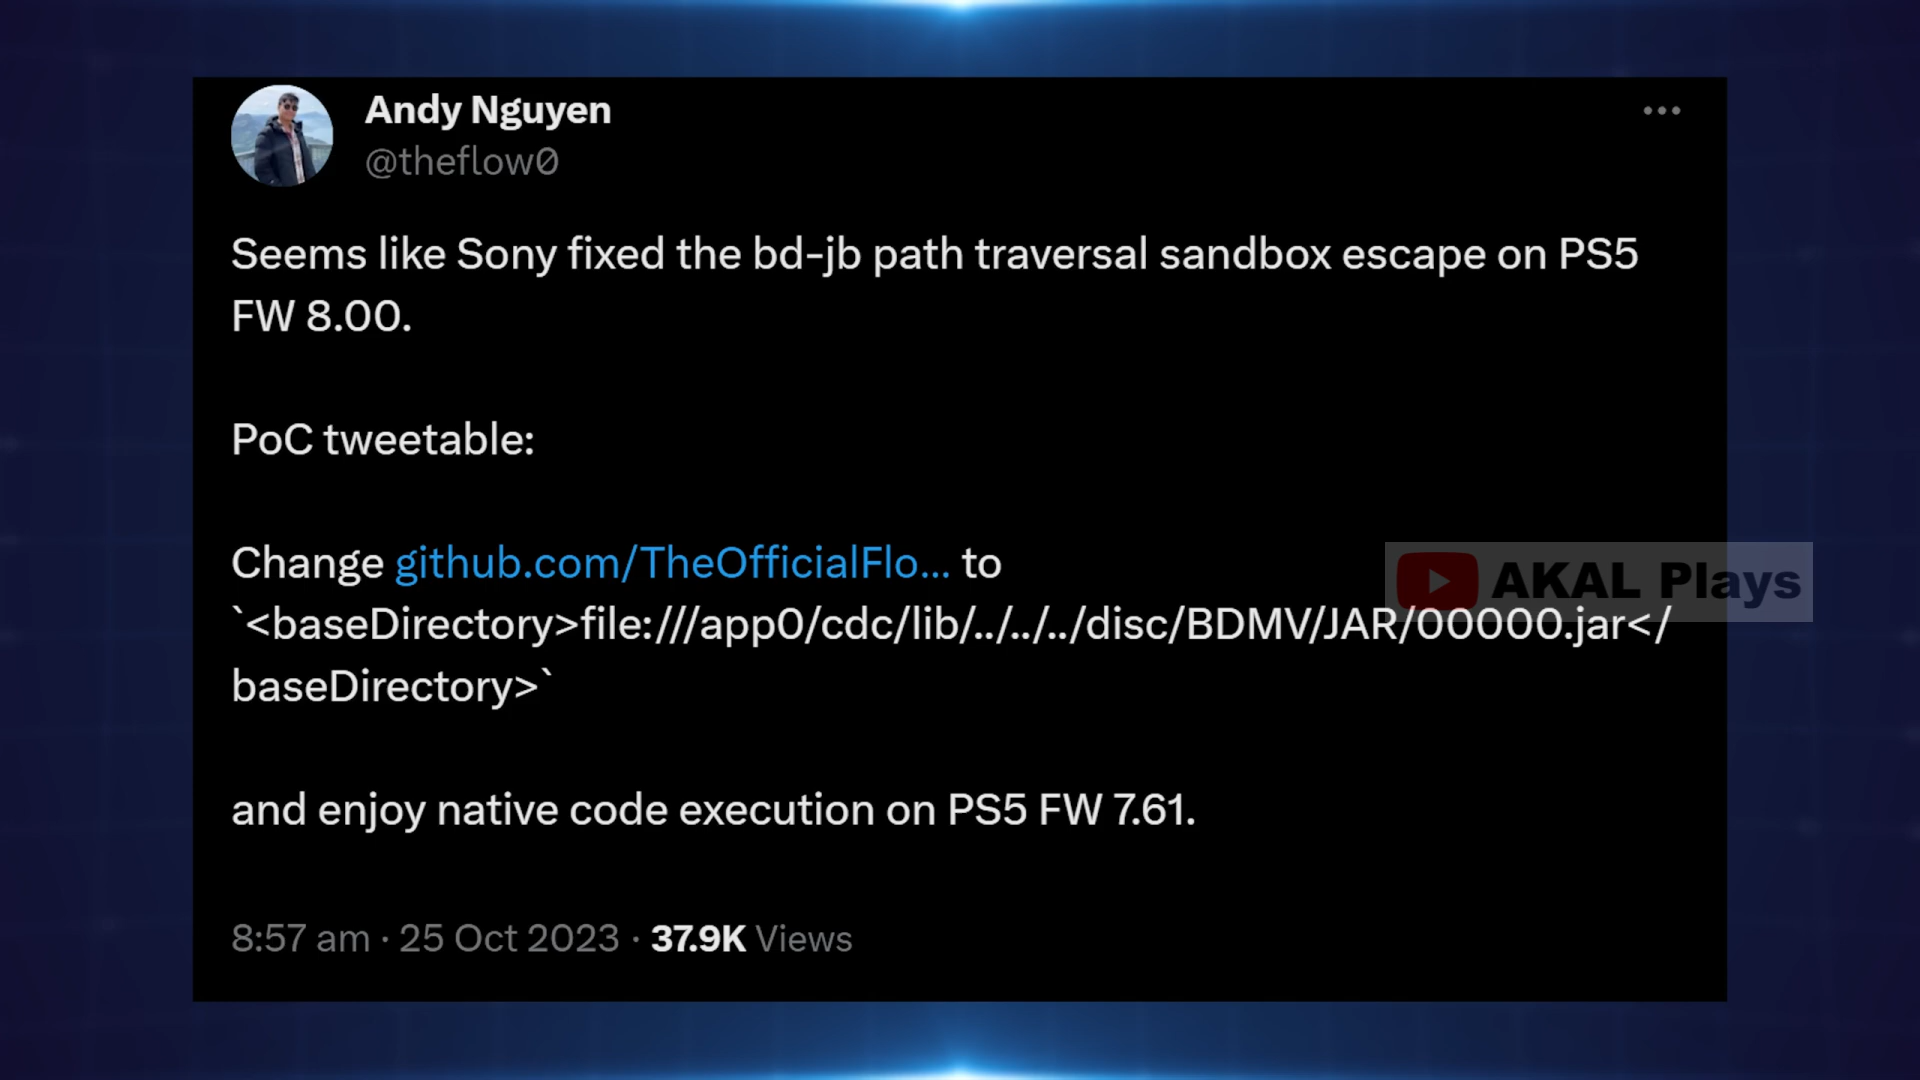 Andy Nguyen
@theflow0
Seems like Sony fixed the bd-jb path traversal sandbox escape on PS5
FW 8.00.
PoC tweetable:
Change github.com/TheOfficialFlo... to
`<baseDirectory>file:///app0/cdc/lib/../../../disc/BDMV/JAR/00000.jar</
baseDirectory>`
and enjoy native code execution on PS5 FW 7.61.
8:57 am · 25 Oct 2023 · 37.9K Views
AKAL Plays